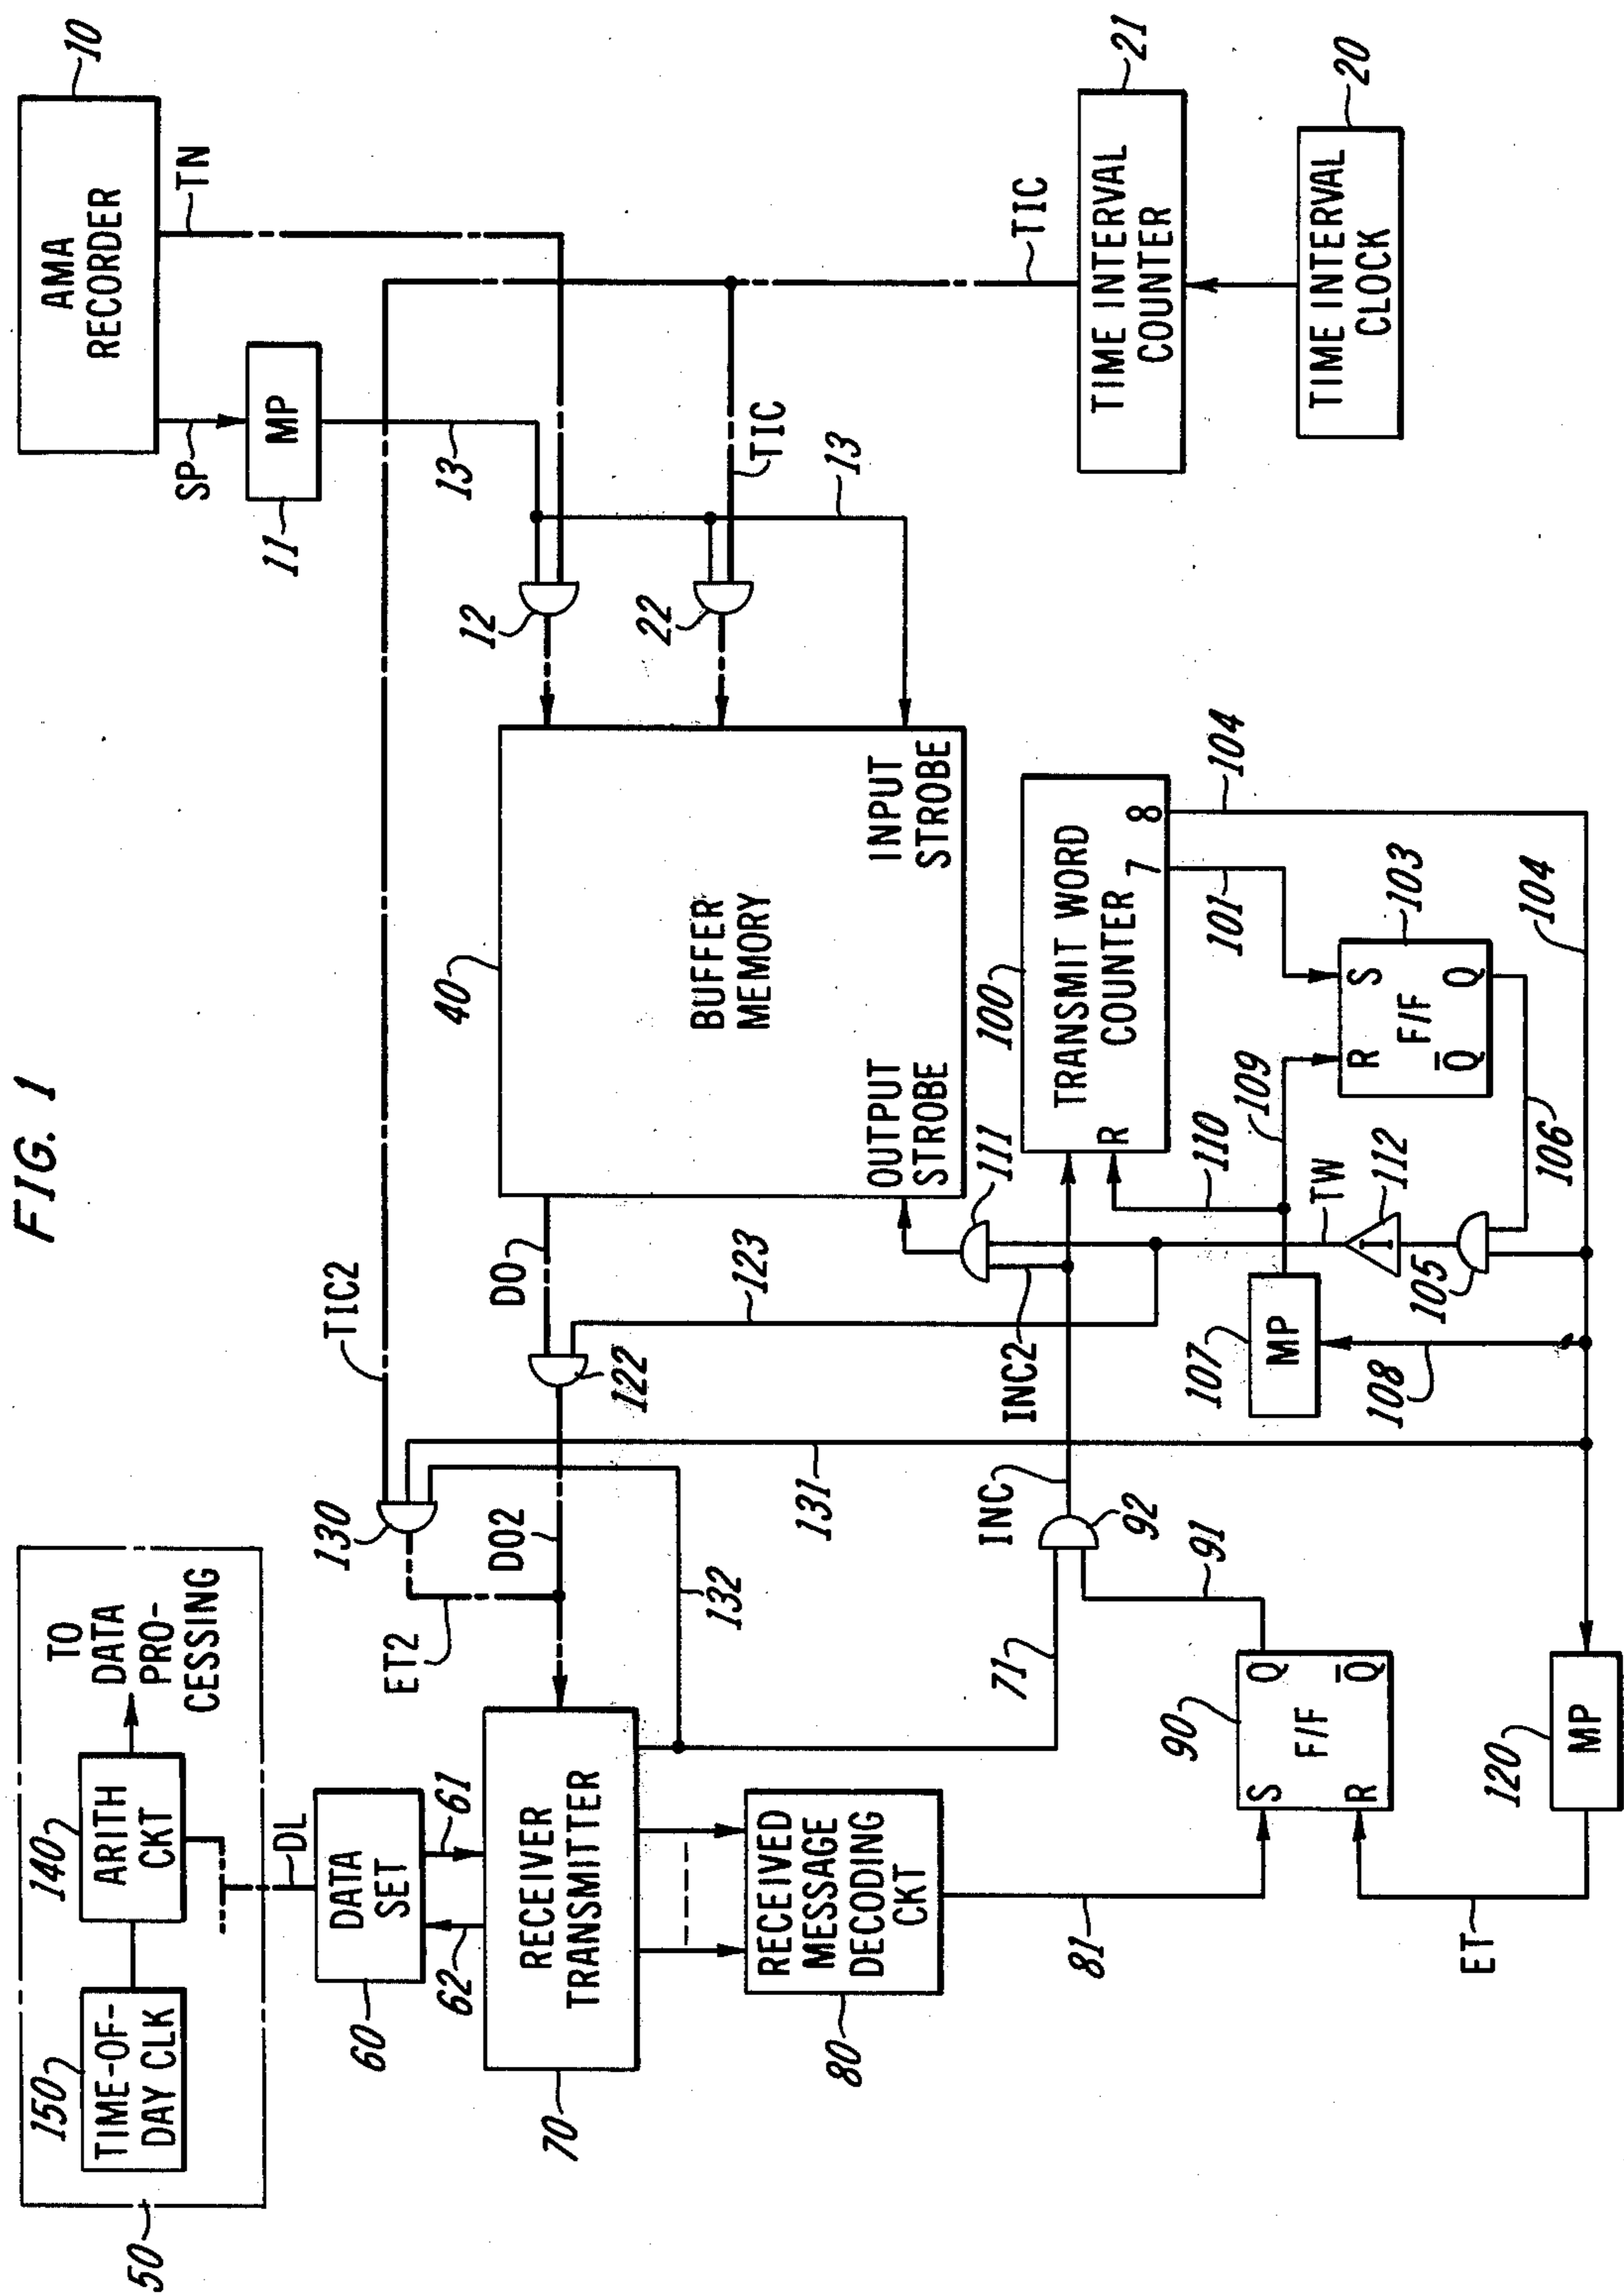 FIG. 1
50
150
TIME-OF-
DAY CLK
140
ARITH
CKT
TO
DATA
PRO-
CESSING
DL
60
DATA
SET
61
62
70
RECEIVER
TRANSMITTER
80
RECEIVED
MESSAGE
DECODING
CKT
81
ET2
130
TIC2
DO2
132
71
122
DO
123
131
INC
92
91
90
F/F
S
Q
R
Q̄
ET
120
MP
40
BUFFER
MEMORY
OUTPUT
STROBE
INPUT
STROBE
111
INC2
100
TRANSMIT WORD
COUNTER
R
7
8
101
104
107
MP
108
110
109
TW
112
105
106
103
R
S
F/F
Q̄
Q
104
10
AMA
RECORDER
SP
TN
11
MP
13
12
22
TIC
13
TIC
21
TIME INTERVAL
COUNTER
20
TIME INTERVAL
CLOCK